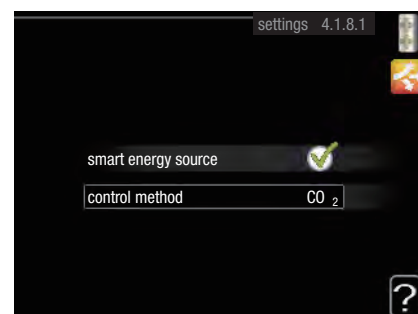 settings 4.1.8.1
smart energy source
control method CO 2
?